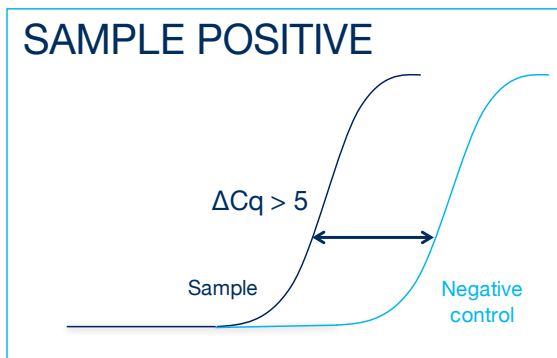 SAMPLE POSITIVE
ΔCq > 5
Sample
Negative
control